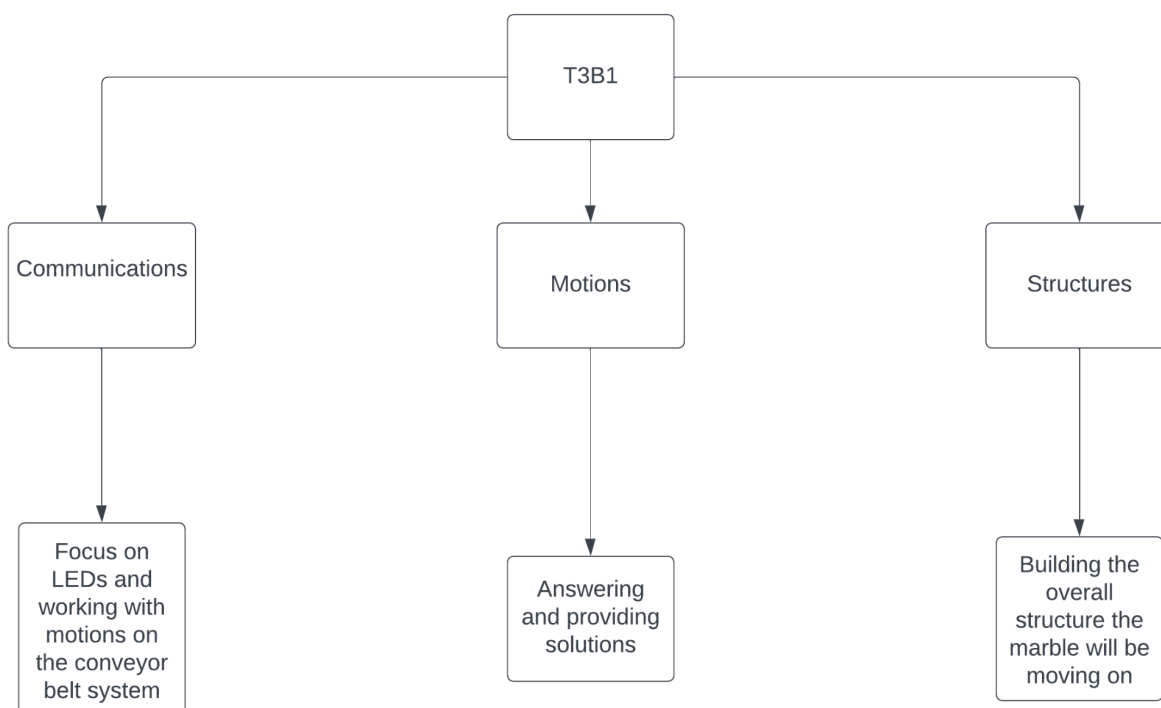 T3B1
Communications
Motions
Structures
Focus on
LEDs and
working with
motions on
the conveyor
belt system
Answering
and providing
solutions
Building the
overall
structure the
marble will be
moving on